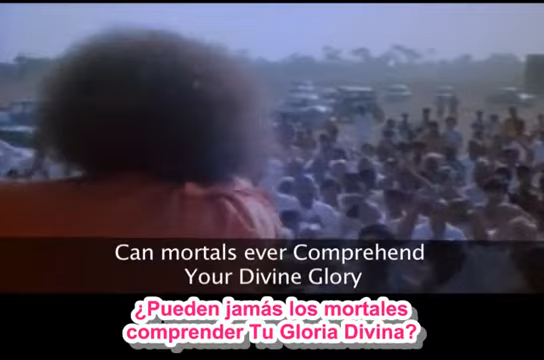 Can mortals ever Comprehend
Your Divine Glory
¿Pueden jamás los mortales
comprender Tu Gloria Divina?